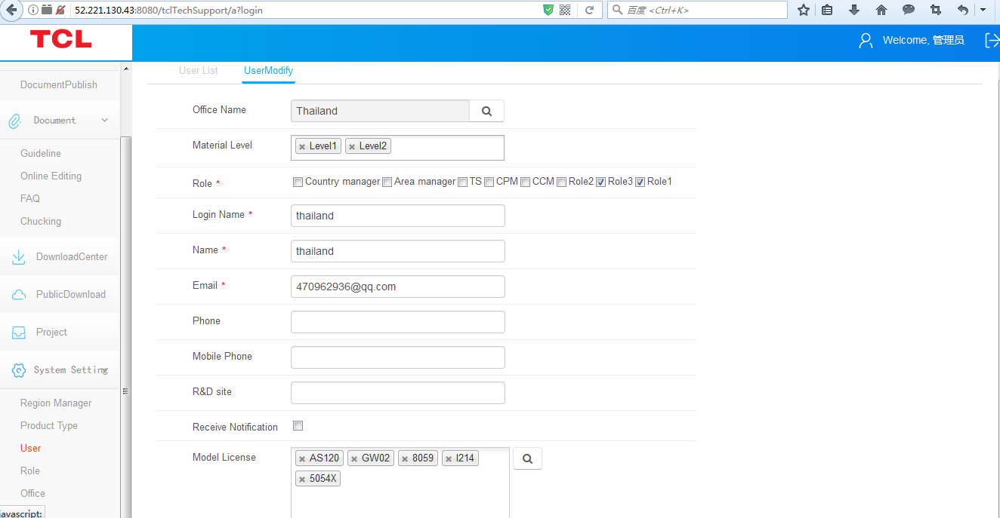 52.221.130.43:8080/tclTechSupport/a?login
百度 <Ctrl+K>
TCL
Welcome, 管理员
User List
UserModify
DocumentPublish
Document
Guideline
Online Editing
FAQ
Chucking
DownloadCenter
PublicDownload
Project
System Setting
Region Manager
Product Type
User
Role
Office
avascript:
Office Name
Thailand
Material Level
× Level1 × Level2
Role *
Country manager Area manager TS CPM CCM Role2 Role3 Role1
Login Name *
thailand
Name *
thailand
Email *
470962936@qq.com
Phone
Mobile Phone
R&D site
Receive Notification
Model License
× AS120 × GW02 × 8059 × I214
× 5054X